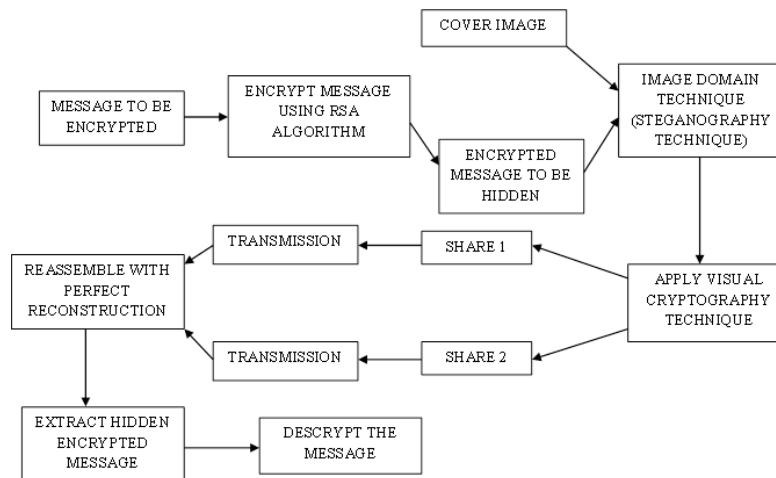 COVER IMAGE
MESSAGE TO BE
ENCRYPTED
ENCRYPT MESSAGE
USING RSA
ALGORITHM
ENCRYPTED
MESSAGE TO BE
HIDDEN
IMAGE DOMAIN
TECHNIQUE
(STEGANOGRAPHY
TECHNIQUE)
APPLY VISUAL
CRYPTOGRAPHY
TECHNIQUE
SHARE 1
TRANSMISSION
SHARE 2
TRANSMISSION
REASSEMBLE WITH
PERFECT
RECONSTRUCTION
EXTRACT HIDDEN
ENCRYPTED
MESSAGE
DESCRYPT THE
MESSAGE